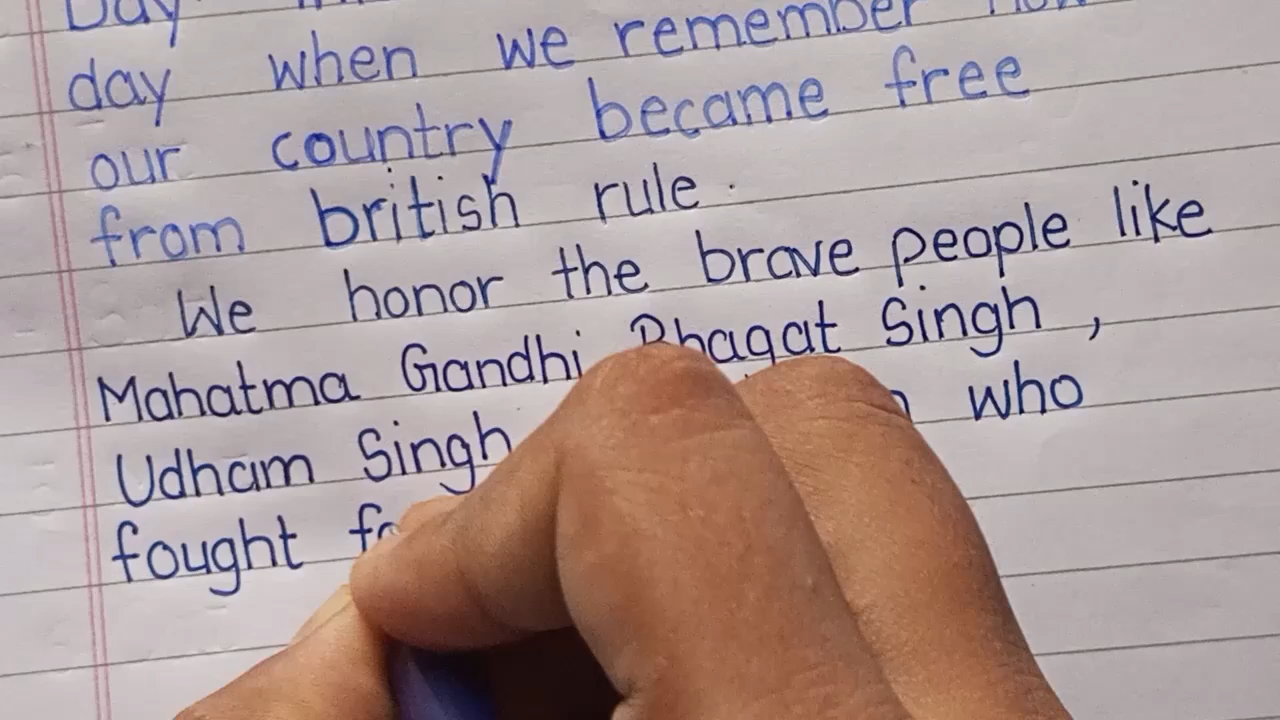 Day
day when we remember how
our country became free
from british rule.
We honor the brave people like
Mahatma Gandhi Bhagat Singh ,
Udham Singh who
fought